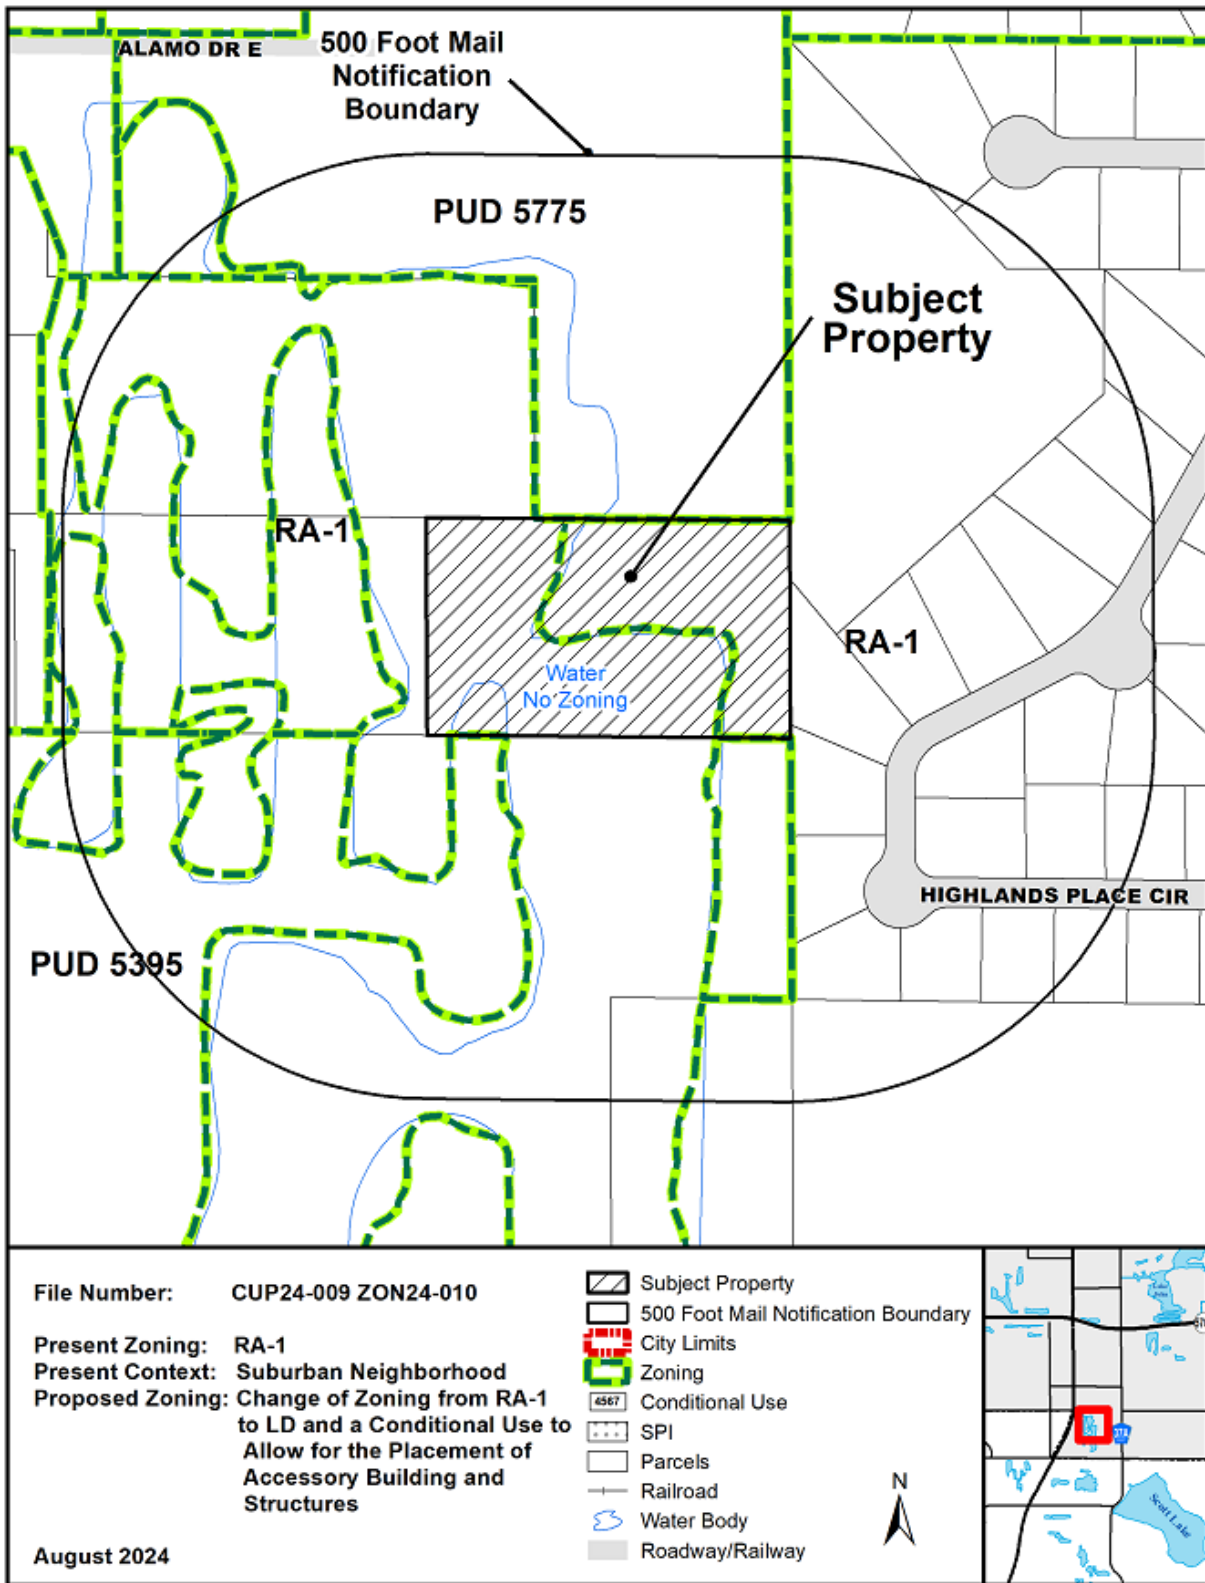 ALAMO DR E
500 Foot Mail
Notification
Boundary
PUD 5775
Subject
Property
RA-1
RA-1
Water
No Zoning
HIGHLANDS PLACE CIR
PUD 5395
File Number: CUP24-009 ZON24-010
Present Zoning: RA-1
Present Context: Suburban Neighborhood
Proposed Zoning: Change of Zoning from RA-1
to LD and a Conditional Use to
Allow for the Placement of
Accessory Building and
Structures
August 2024
Subject Property
500 Foot Mail Notification Boundary
City Limits
Zoning
4567 Conditional Use
SPI
Parcels
Railroad
Water Body
Roadway/Railway
N
37A
Scott Lake